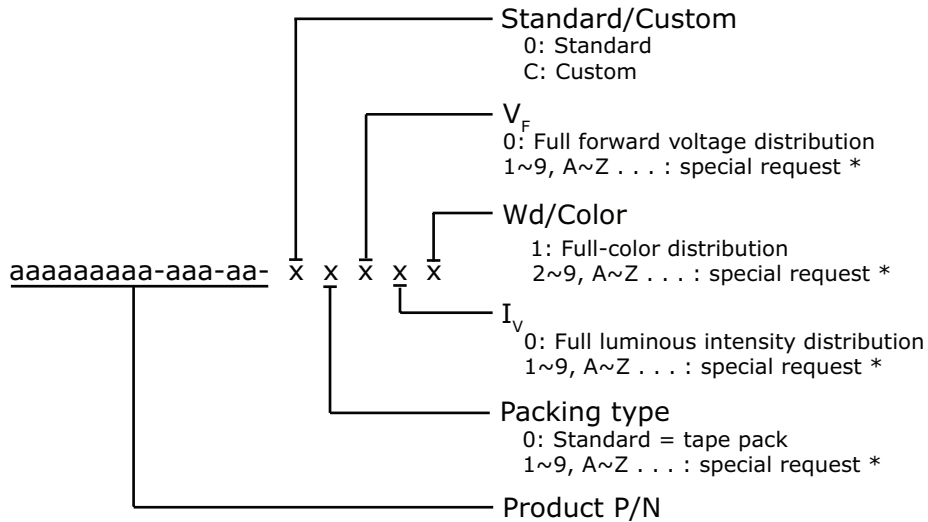 Standard/Custom
0: Standard
C: Custom
VF
0: Full forward voltage distribution
1~9, A~Z . . . : special request *
Wd/Color
1: Full-color distribution
2~9, A~Z . . . : special request *
aaaaaaaaa-aaa-aa- x x x x x
IV
0: Full luminous intensity distribution
1~9, A~Z . . . : special request *
Packing type
0: Standard = tape pack
1~9, A~Z . . . : special request *
Product P/N